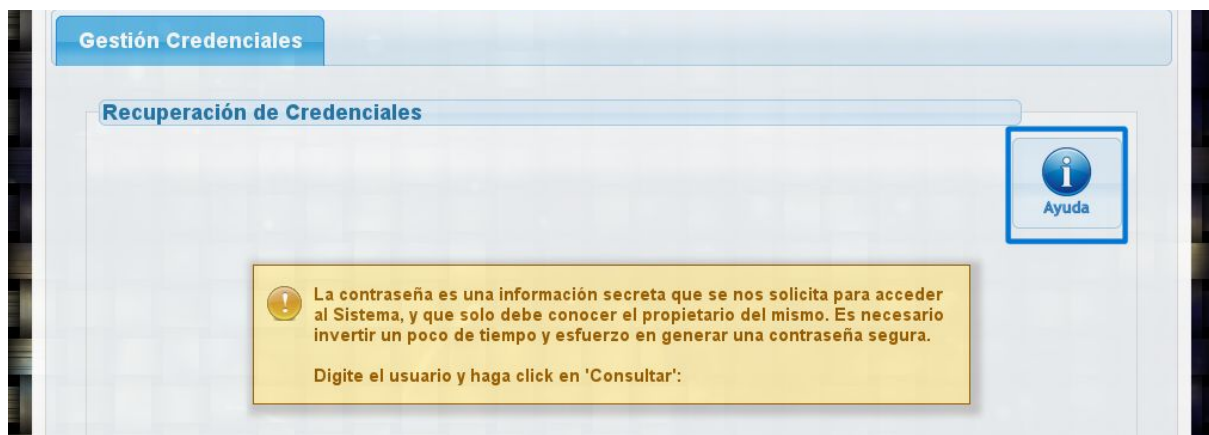 Gestión Credenciales
Recuperación de Credenciales
Ayuda
La contraseña es una información secreta que se nos solicita para acceder
al Sistema, y que solo debe conocer el propietario del mismo. Es necesario
invertir un poco de tiempo y esfuerzo en generar una contraseña segura.
Digite el usuario y haga click en 'Consultar':